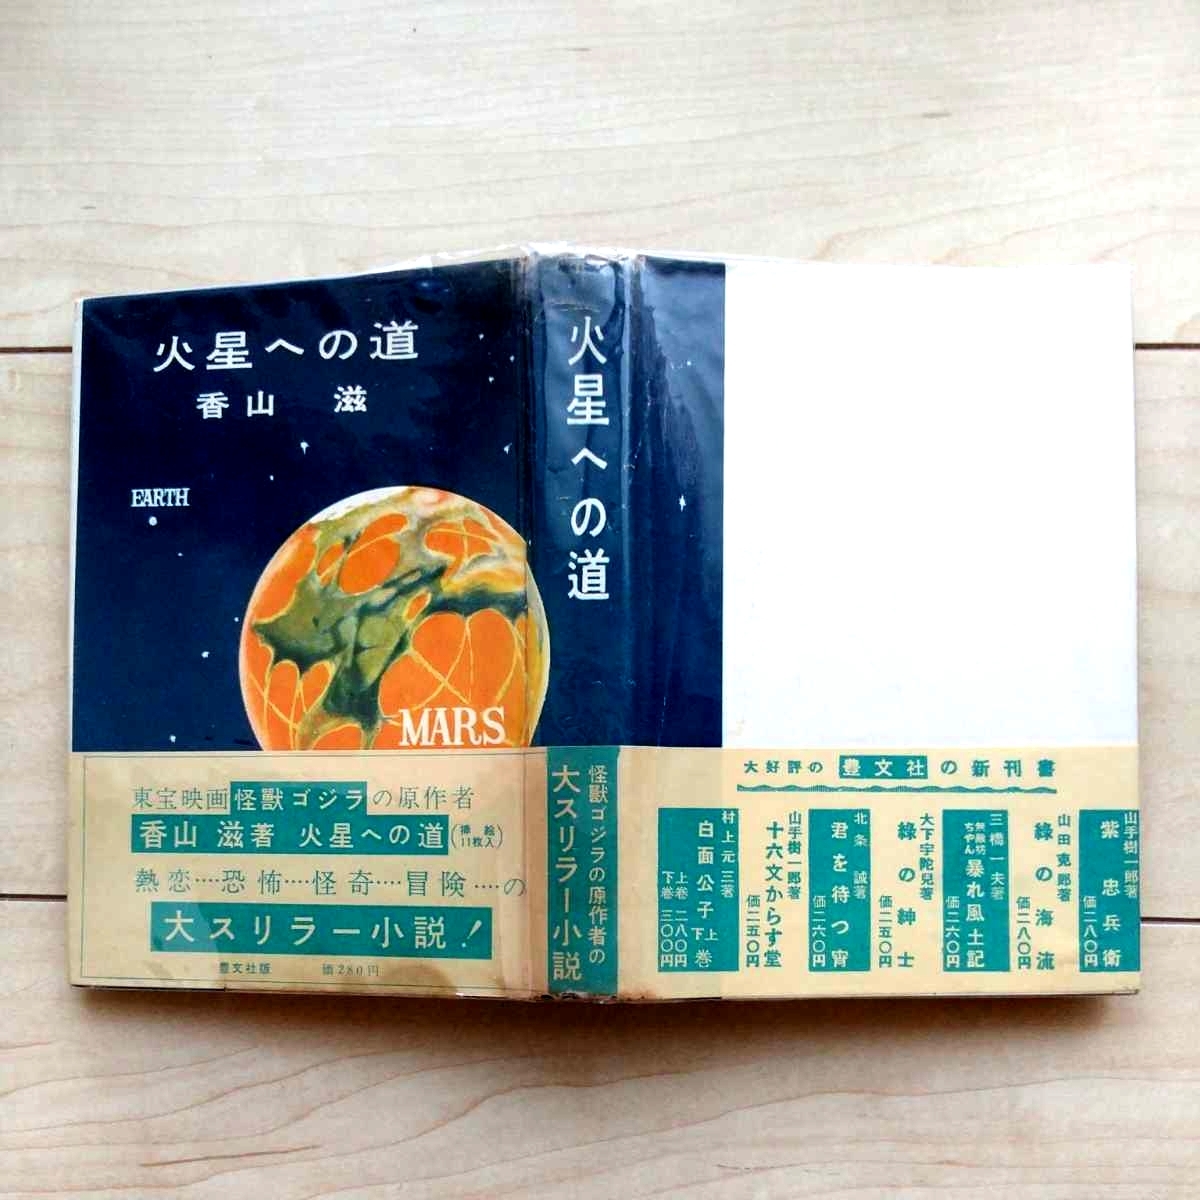 火星への道
香山 滋
EARTH
MARS
東宝映画怪獣ゴジラの原作者
香山 滋著 火星への道(挿絵11枚入)
熱恋‥‥恐怖‥‥怪奇‥‥冒険‥‥の
大スリラー小説!
豊文社版 価280円
火星への道
怪獣ゴジラの原作者の
大スリラー小説
大好評の豊文社の新刊書
山手樹一郎著
紫忠兵衛
価二八〇円
山田克郎著
緑の海流
価二八〇円
三橋一夫著
無敵坊ちやん 暴れ風土記
価二六〇円
大下宇陀児著
緑の紳士
価二五〇円
北条誠著
君を待つ宵
価二六〇円
山手樹一郎著
十六文からす堂
価二五〇円
村上元三著
白面公子 上下巻
上巻 二八〇円
下巻 三〇〇円